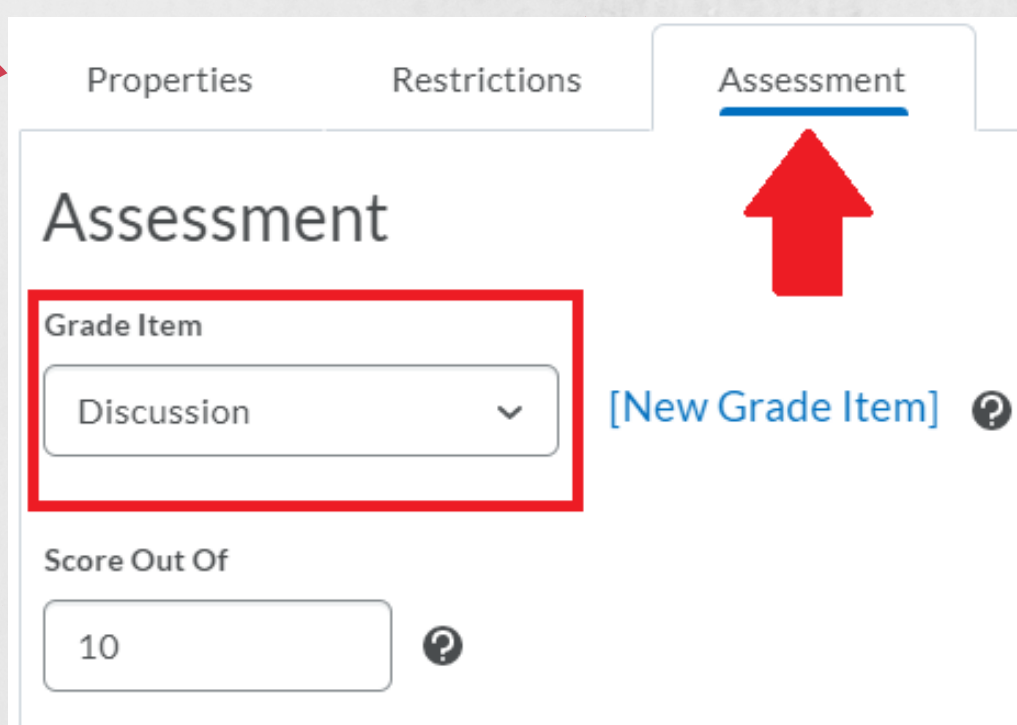 Properties Restrictions Assessment
Assessment
Grade Item
Discussion [New Grade Item] ?
Score Out Of
10 ?